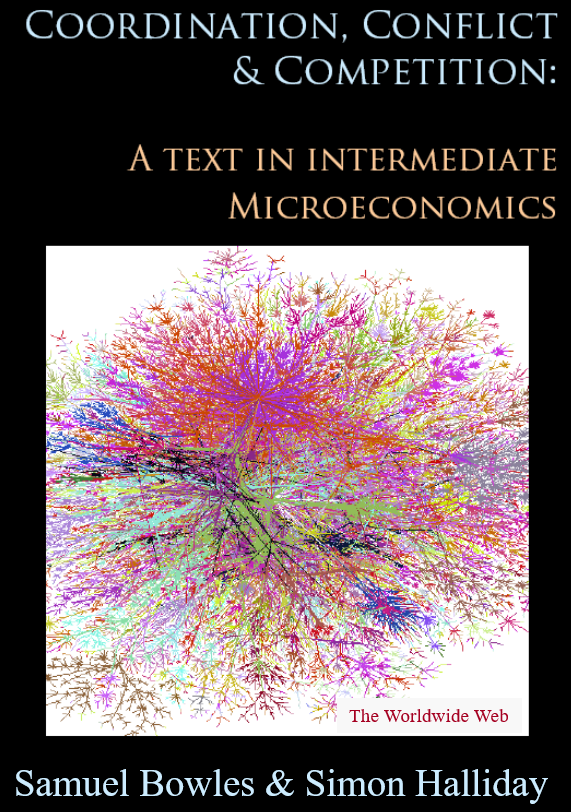 COORDINATION, CONFLICT
& COMPETITION:
A TEXT IN INTERMEDIATE
MICROECONOMICS
The Worldwide Web
Samuel Bowles & Simon Halliday